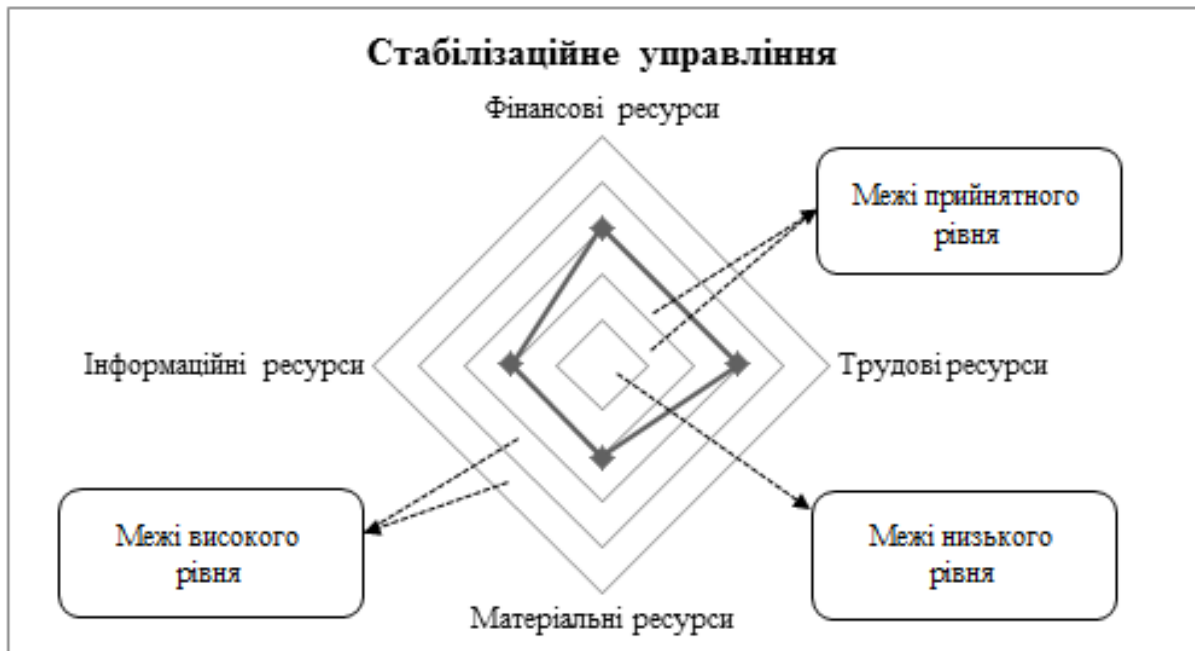 Стабілізаційне управління
Фінансові ресурси
Межі прийнятного
рівня
Інформаційні ресурси
Трудові ресурси
Межі високого
рівня
Межі низького
рівня
Матеріальні ресурси